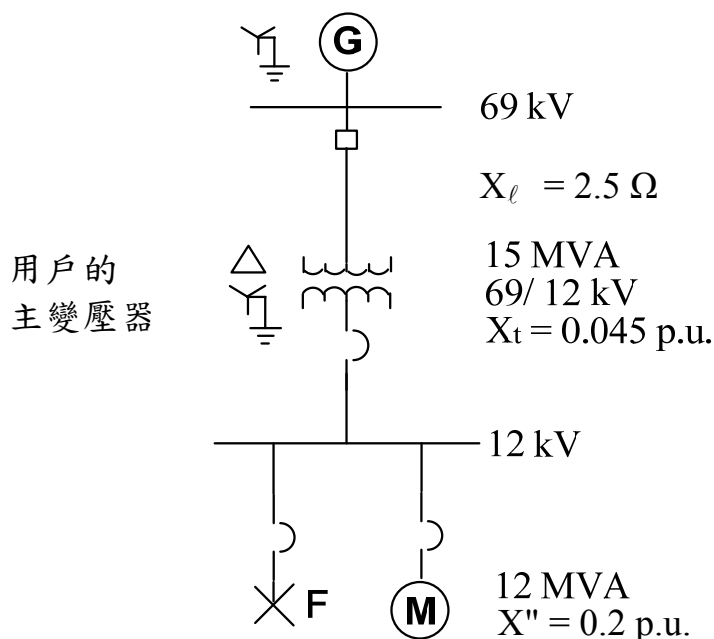 G
69 kV
Xℓ = 2.5 Ω
用戶的
主變壓器
15 MVA
69/ 12 kV
Xt = 0.045 p.u.
12 kV
F
M
12 MVA
X" = 0.2 p.u.